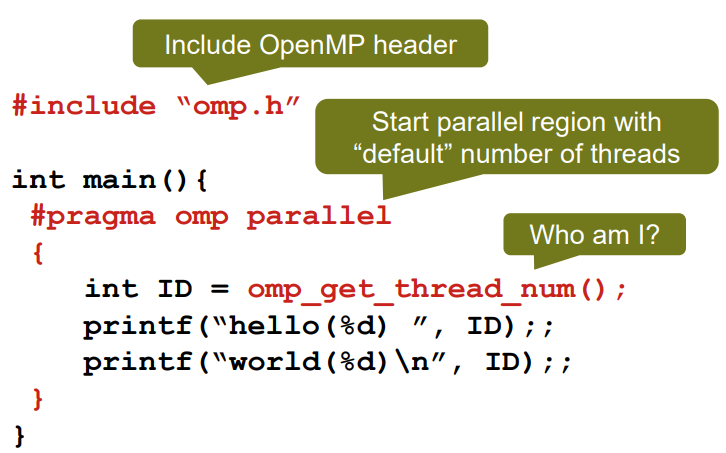 Include OpenMP header
#include “omp.h”
Start parallel region with
“default” number of threads
int main(){
#pragma omp parallel
Who am I?
{
int ID = omp_get_thread_num();
printf(“hello(%d) ”, ID);;
printf(“world(%d)\n”, ID);;
}
}